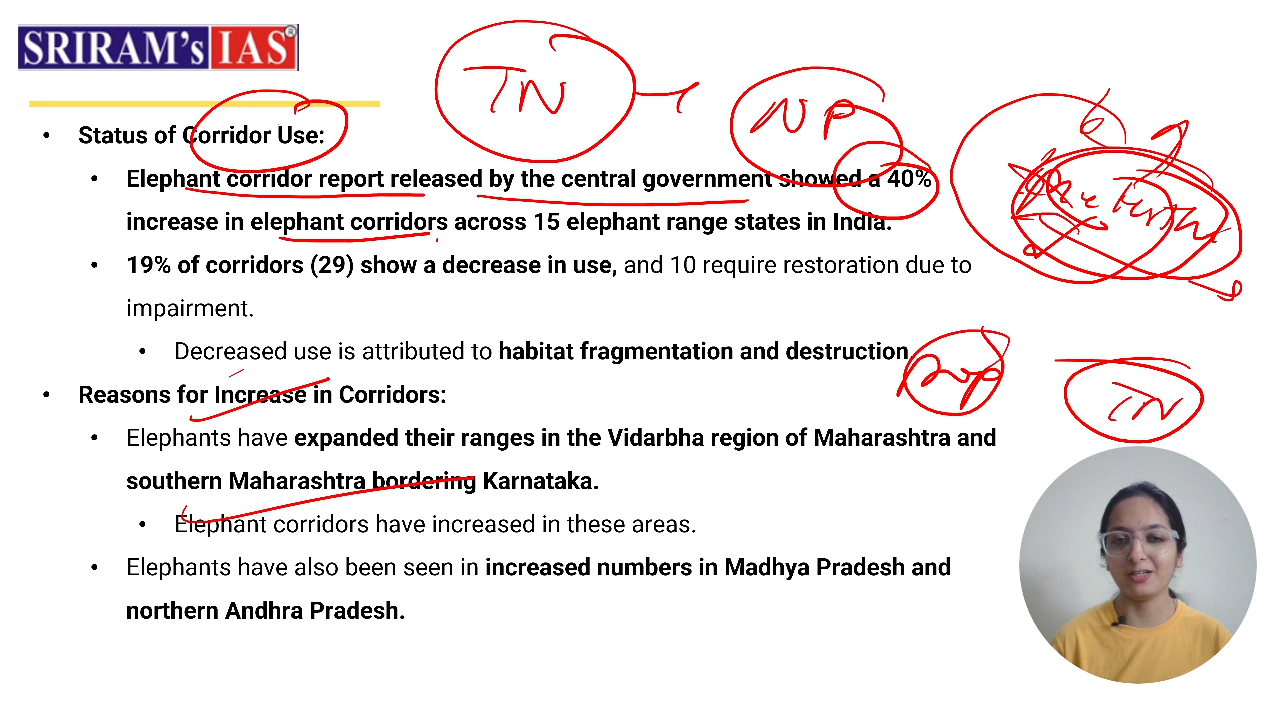 SRIRAM's IAS®
TN
NP
• Status of Corridor Use:
• Elephant corridor report released by the central government showed a 40%
increase in elephant corridors across 15 elephant range states in India.
• 19% of corridors (29) show a decrease in use, and 10 require restoration due to
impairment.
• Decreased use is attributed to habitat fragmentation and destruction
TN
• Reasons for Increase in Corridors:
• Elephants have expanded their ranges in the Vidarbha region of Maharashtra and
southern Maharashtra bordering Karnataka.
• Elephant corridors have increased in these areas.
• Elephants have also been seen in increased numbers in Madhya Pradesh and
northern Andhra Pradesh.